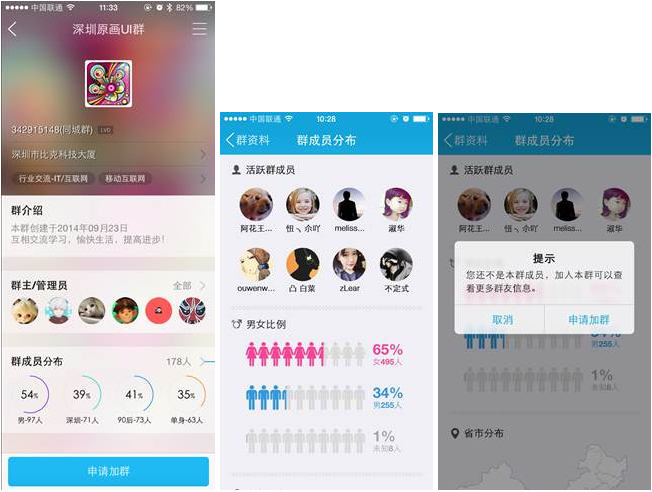 中国联通 11:33 82%
深圳原画UI群
342915148(同城群) LV0
深圳市比克科技大厦
行业交流-IT/互联网 移动互联网
群介绍
本群创建于2014年09月23日
互相交流学习，愉快生活，提高进步！
群主/管理员 全部
群成员分布 178人
54% 39% 41% 35%
男-97人 深圳-71人 90后-73人 单身-63人
申请加群
中国联通 10:28
群资料 群成员分布
活跃群成员
阿花王... 忸乀尒吖 meliss... 淑华
ouwenw... 凸 白菜 zLear 不定式
男女比例
65%
女495人
34%
男255人
1%
未知8人
中国联通 10:28
群资料 群成员分布
活跃群成员
阿花王... 忸乀尒吖 meliss... 淑华
提示
您还不是本群成员，加入本群可以查
看更多群友信息。
取消 申请加群
男255人
1%
未知8人
省市分布